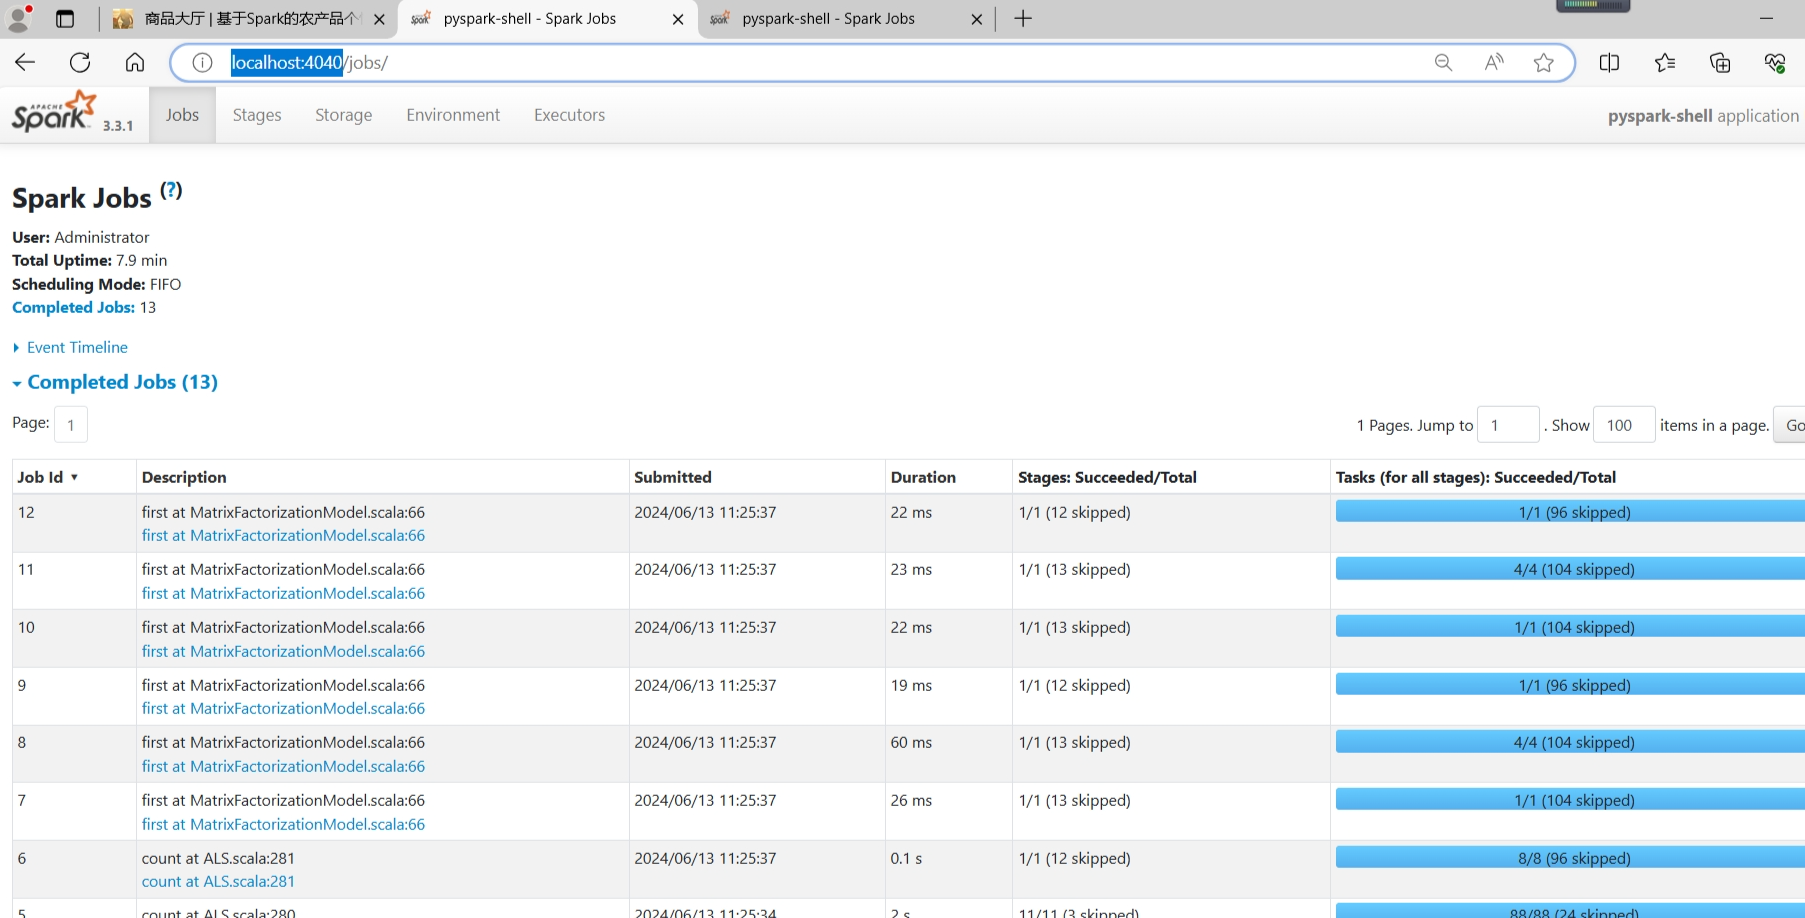 商品大厅 | 基于Spark的农产品个
pyspark-shell - Spark Jobs
pyspark-shell - Spark Jobs
localhost:4040/jobs/
APACHE Spark 3.3.1
Jobs
Stages
Storage
Environment
Executors
pyspark-shell application
Spark Jobs (?)
User: Administrator
Total Uptime: 7.9 min
Scheduling Mode: FIFO
Completed Jobs: 13
Event Timeline
Completed Jobs (13)
Page: 1
1 Pages. Jump to 1 . Show 100 items in a page. Go
Job Id ▾ Description Submitted Duration Stages: Succeeded/Total Tasks (for all stages): Succeeded/Total
12 first at MatrixFactorizationModel.scala:66 2024/06/13 11:25:37 22 ms 1/1 (12 skipped) 1/1 (96 skipped)
first at MatrixFactorizationModel.scala:66
11 first at MatrixFactorizationModel.scala:66 2024/06/13 11:25:37 23 ms 1/1 (13 skipped) 4/4 (104 skipped)
first at MatrixFactorizationModel.scala:66
10 first at MatrixFactorizationModel.scala:66 2024/06/13 11:25:37 22 ms 1/1 (13 skipped) 1/1 (104 skipped)
first at MatrixFactorizationModel.scala:66
9 first at MatrixFactorizationModel.scala:66 2024/06/13 11:25:37 19 ms 1/1 (12 skipped) 1/1 (96 skipped)
first at MatrixFactorizationModel.scala:66
8 first at MatrixFactorizationModel.scala:66 2024/06/13 11:25:37 60 ms 1/1 (13 skipped) 4/4 (104 skipped)
first at MatrixFactorizationModel.scala:66
7 first at MatrixFactorizationModel.scala:66 2024/06/13 11:25:37 26 ms 1/1 (13 skipped) 1/1 (104 skipped)
first at MatrixFactorizationModel.scala:66
6 count at ALS.scala:281 2024/06/13 11:25:37 0.1 s 1/1 (12 skipped) 8/8 (96 skipped)
count at ALS.scala:281
5 count at ALS.scala:280 2024/06/13 11:25:34 2 s 11/11 (3 skipped) 88/88 (24 skipped)